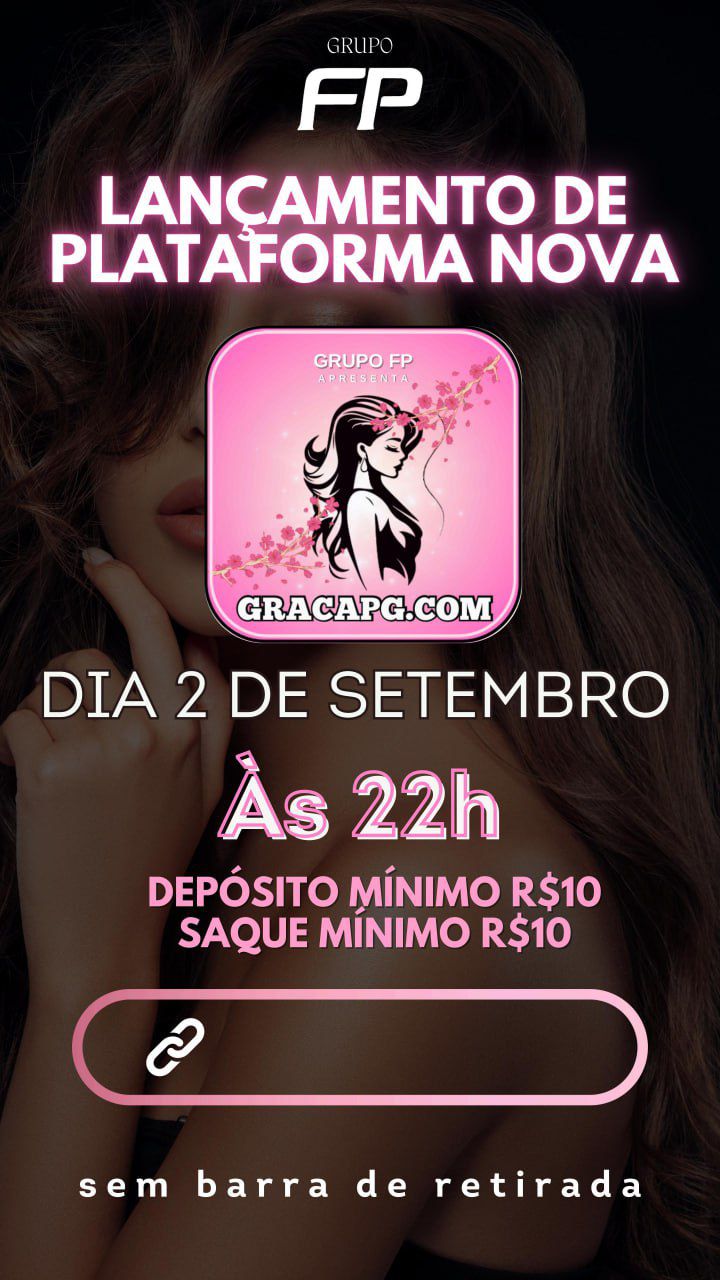 GRUPO
FP
LANÇAMENTO DE
PLATAFORMA NOVA
GRUPO FP
APRESENTA
GRACAPG.COM
DIA 2 DE SETEMBRO
Às 22h
DEPÓSITO MÍNIMO R$10
SAQUE MÍNIMO R$10
sem barra de retirada